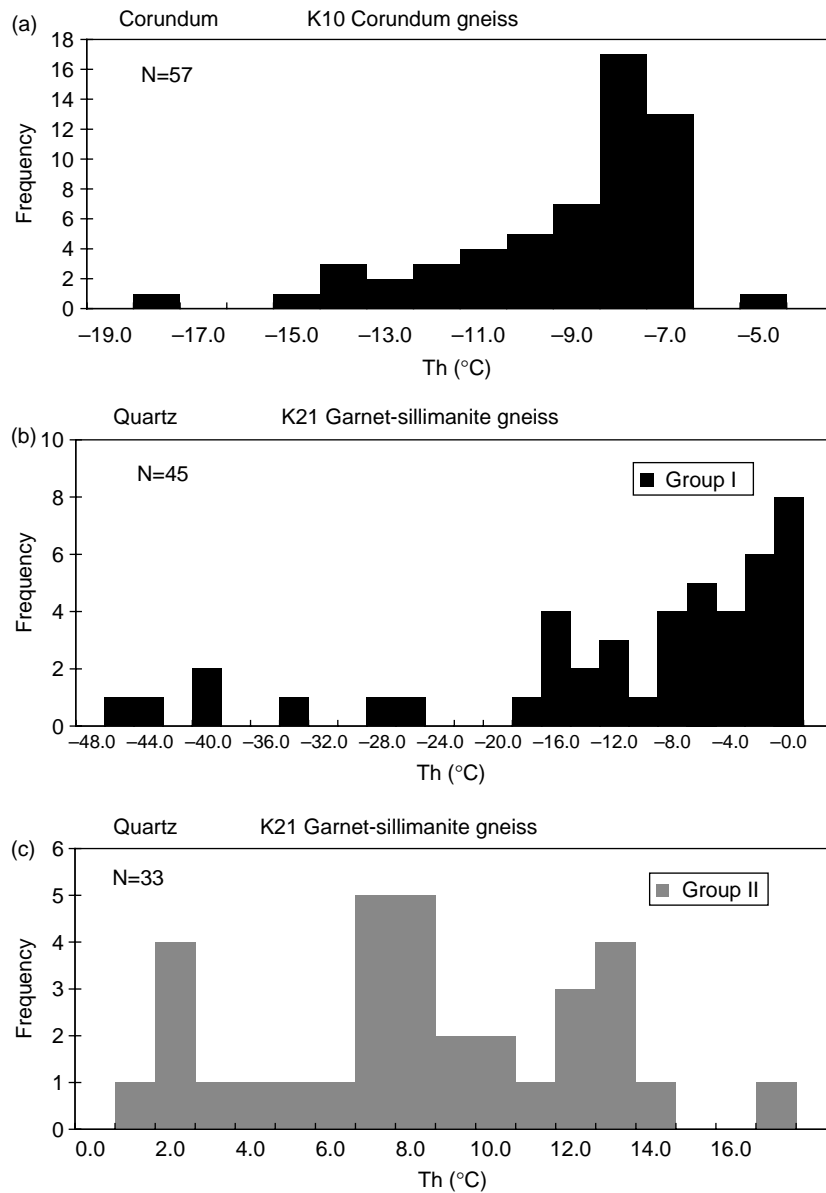 (a) Corundum K10 Corundum gneiss
18
16
14
12
10
8
6
4
2
0
N=57
Frequency
–19.0 –17.0 –15.0 –13.0 –11.0 –9.0 –7.0 –5.0
Th (°C)
(b) Quartz K21 Garnet-sillimanite gneiss
10
8
6
4
2
0
N=45
Group I
Frequency
–48.0 –44.0 –40.0 –36.0 –32.0 –28.0 –24.0 –20.0 –16.0 –12.0 –8.0 –4.0 –0.0
Th (°C)
(c) Quartz K21 Garnet-sillimanite gneiss
6
5
4
3
2
1
0
N=33
Group II
Frequency
0.0 2.0 4.0 6.0 8.0 10.0 12.0 14.0 16.0
Th (°C)